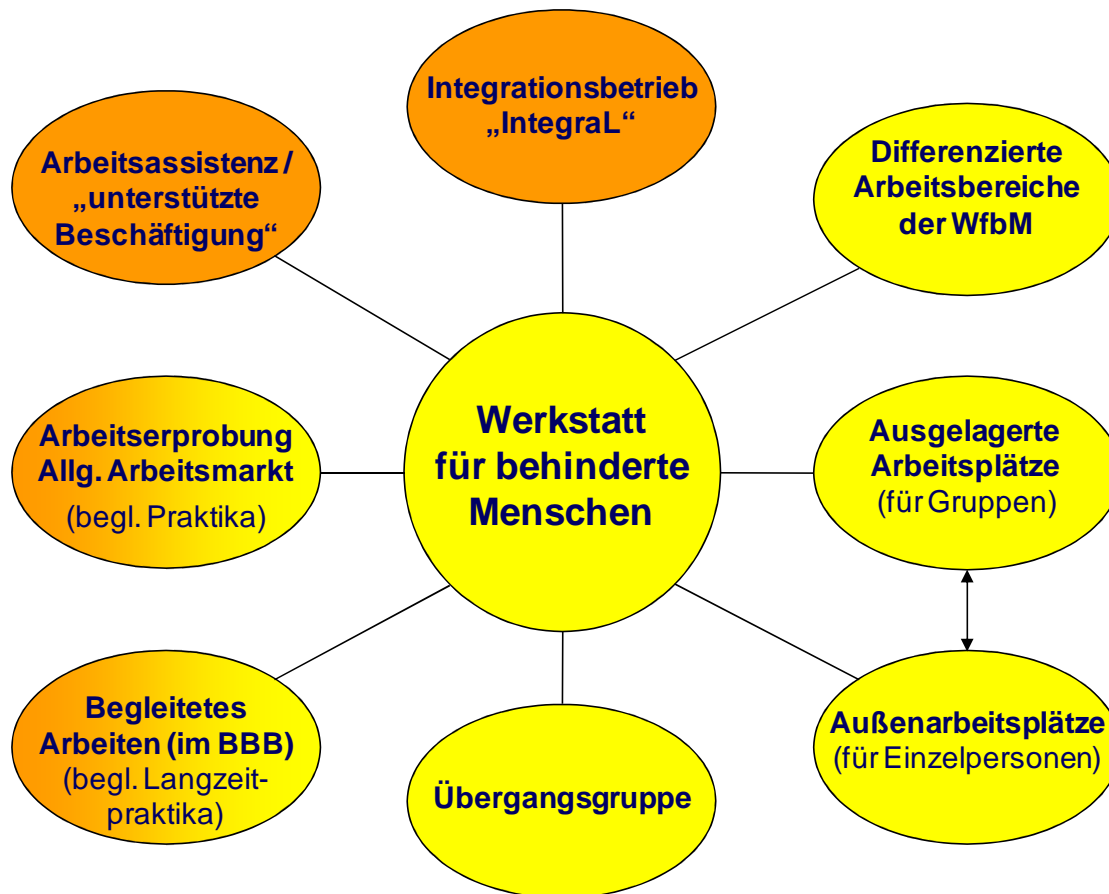 Integrationsbetrieb
„IntegraL“
Arbeitsassistenz /
„unterstützte
Beschäftigung“
Differenzierte
Arbeitsbereiche
der WfbM
Arbeitserprobung
Allg. Arbeitsmarkt
(begl. Praktika)
Werkstatt
für behinderte
Menschen
Ausgelagerte
Arbeitsplätze
(für Gruppen)
Begleitetes
Arbeiten (im BBB)
(begl. Langzeit-
praktika)
Übergangsgruppe
Außenarbeitsplätze
(für Einzelpersonen)